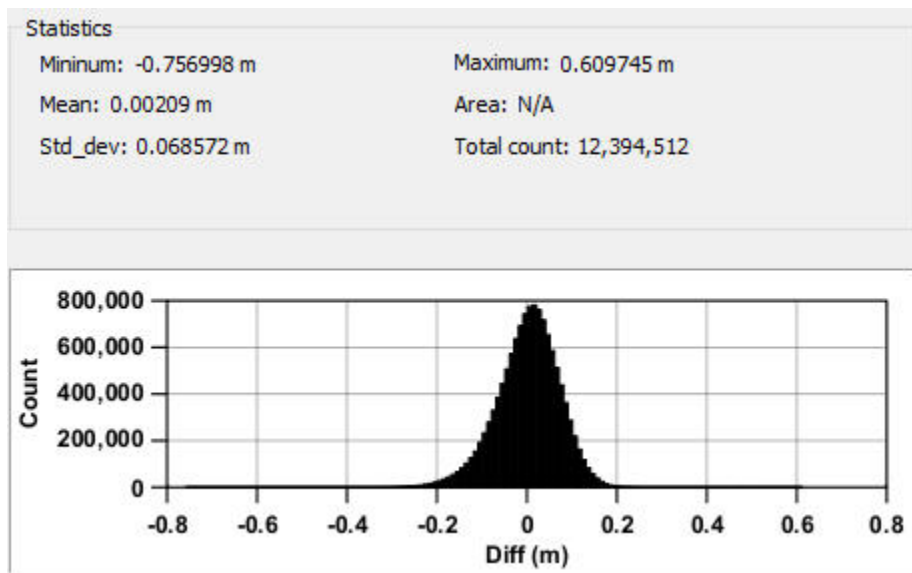 Statistics
Mininum: -0.756998 m
Maximum: 0.609745 m
Mean: 0.00209 m
Area: N/A
Std_dev: 0.068572 m
Total count: 12,394,512
800,000
600,000
400,000
200,000
0
Count
-0.8 -0.6 -0.4 -0.2 0 0.2 0.4 0.6 0.8
Diff (m)